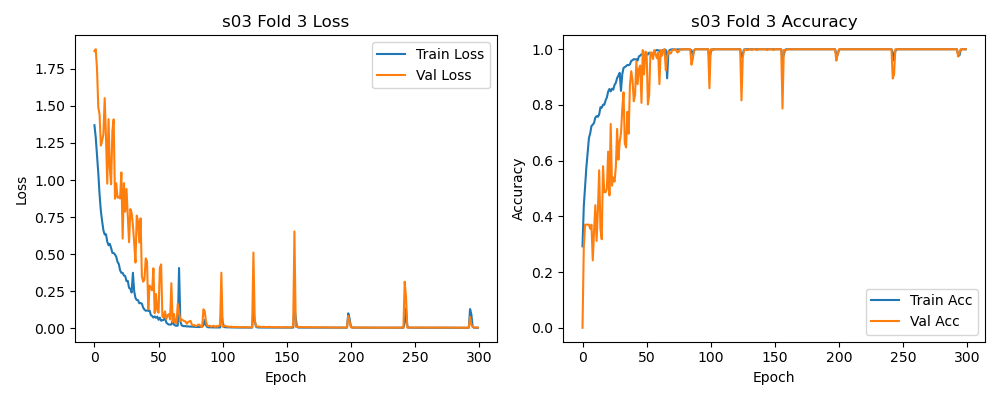 s03 Fold 3 Loss
Train Loss
Val Loss
1.75
1.50
1.25
1.00
0.75
0.50
0.25
0.00
Loss
0 50 100 150 200 250 300
Epoch
s03 Fold 3 Accuracy
1.0
0.8
0.6
0.4
0.2
0.0
Accuracy
Train Acc
Val Acc
0 50 100 150 200 250 300
Epoch